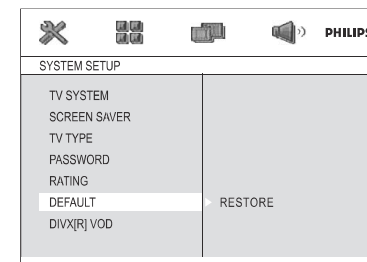 PHILIPS
SYSTEM SETUP
TV SYSTEM
SCREEN SAVER
TV TYPE
PASSWORD
RATING
DEFAULT RESTORE
DIVX[R] VOD